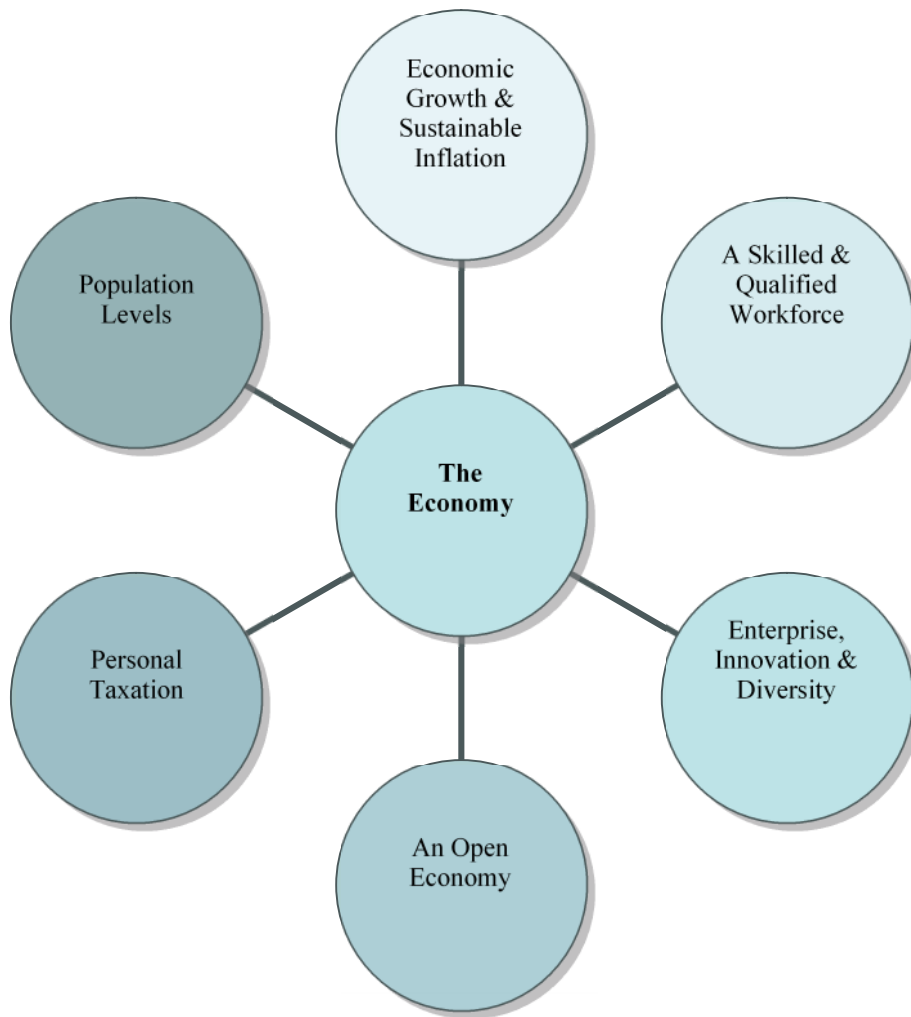 Economic
Growth &
Sustainable
Inflation
A Skilled &
Qualified
Workforce
Population
Levels
The
Economy
Enterprise,
Innovation &
Diversity
Personal
Taxation
An Open
Economy